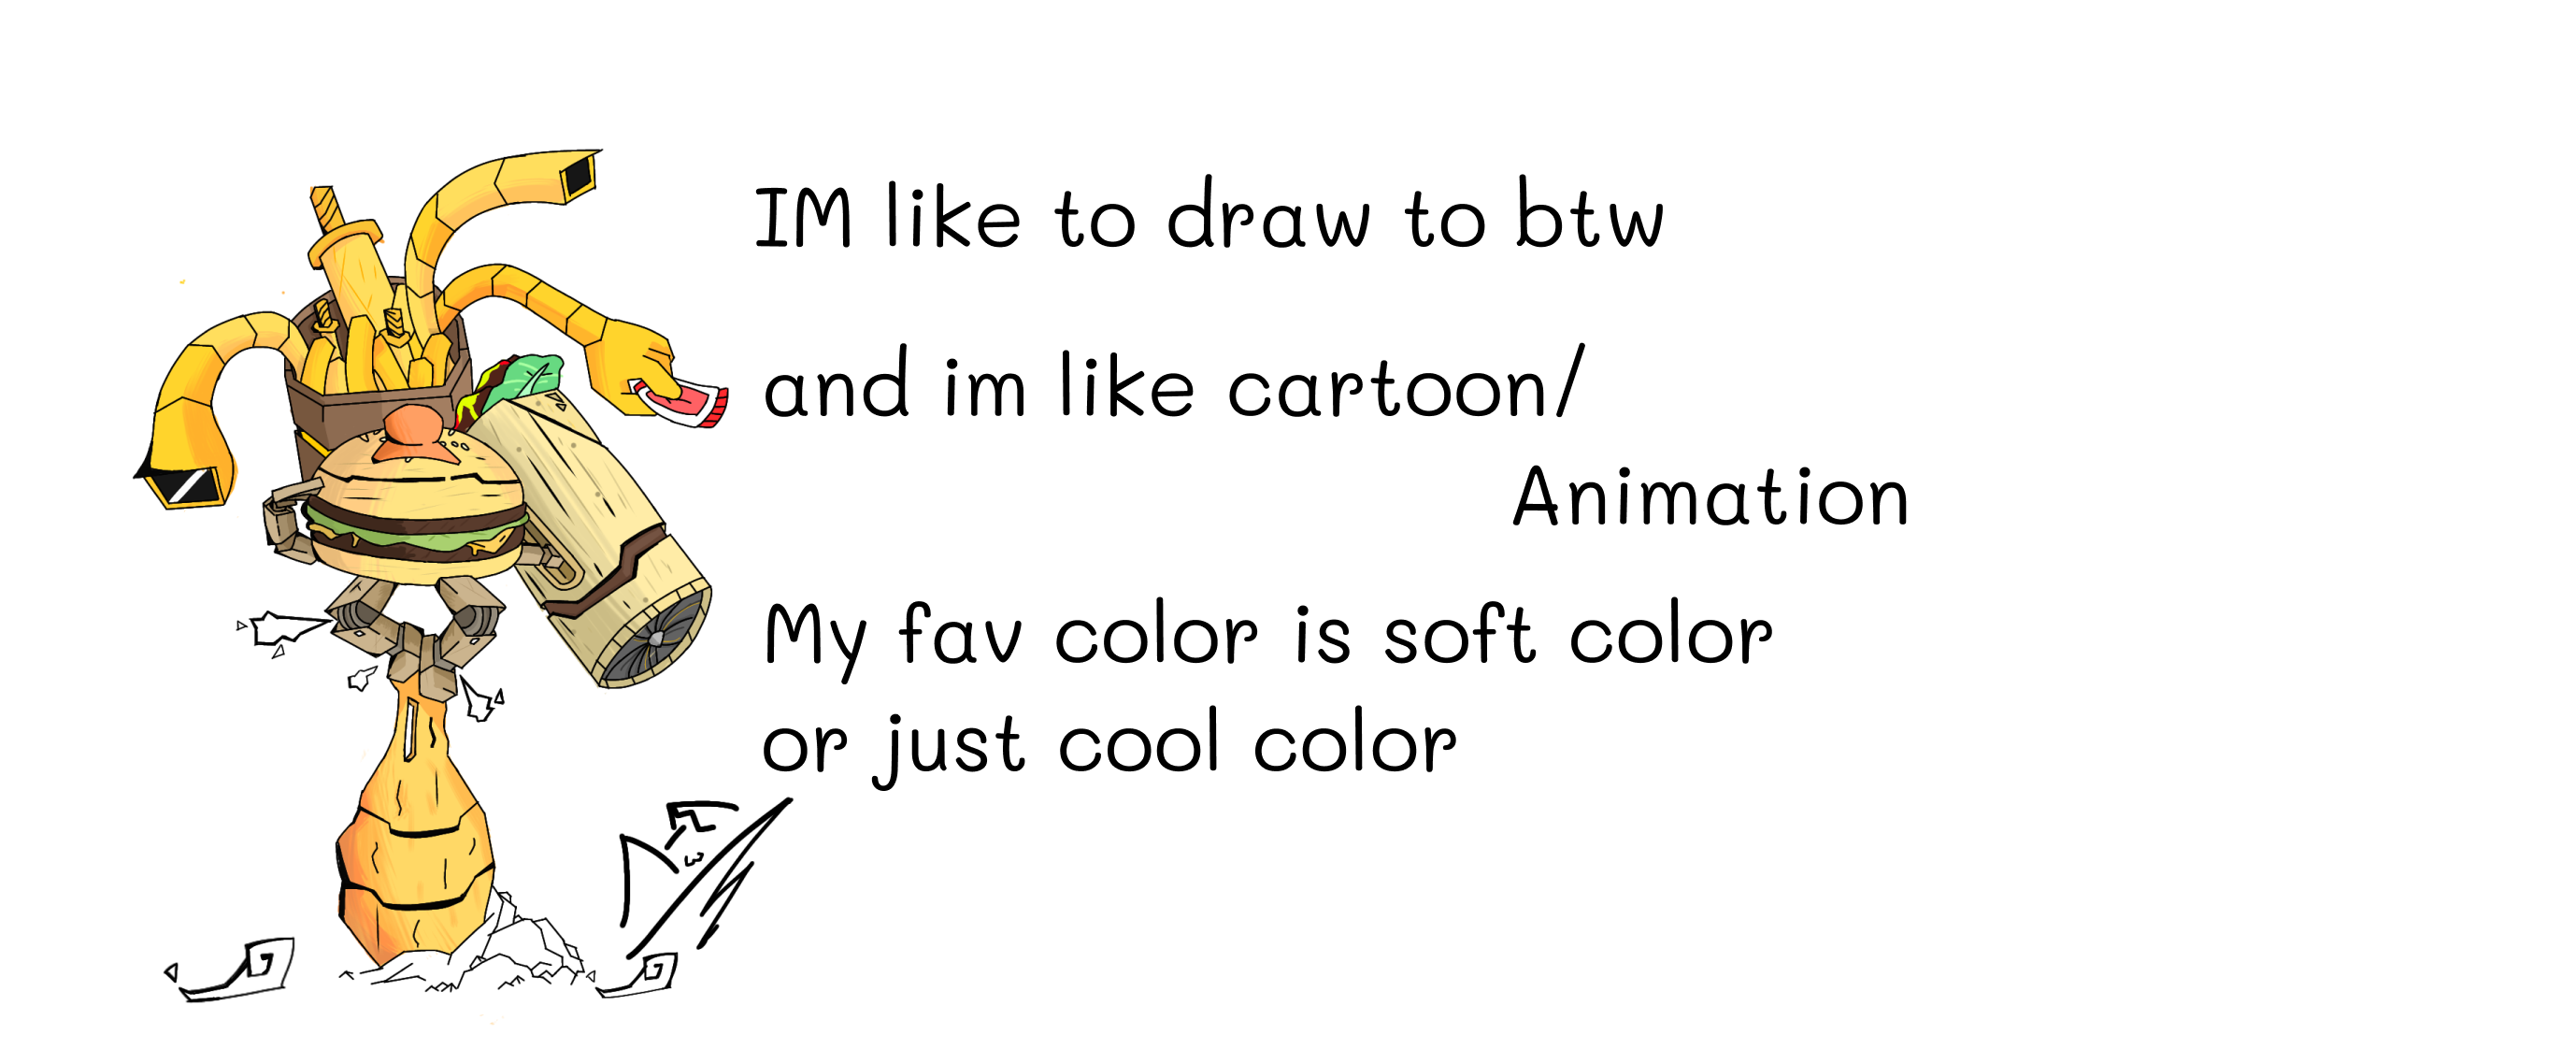 IM like to draw to btw
and im like cartoon/
Animation
My fav color is soft color
or just cool color